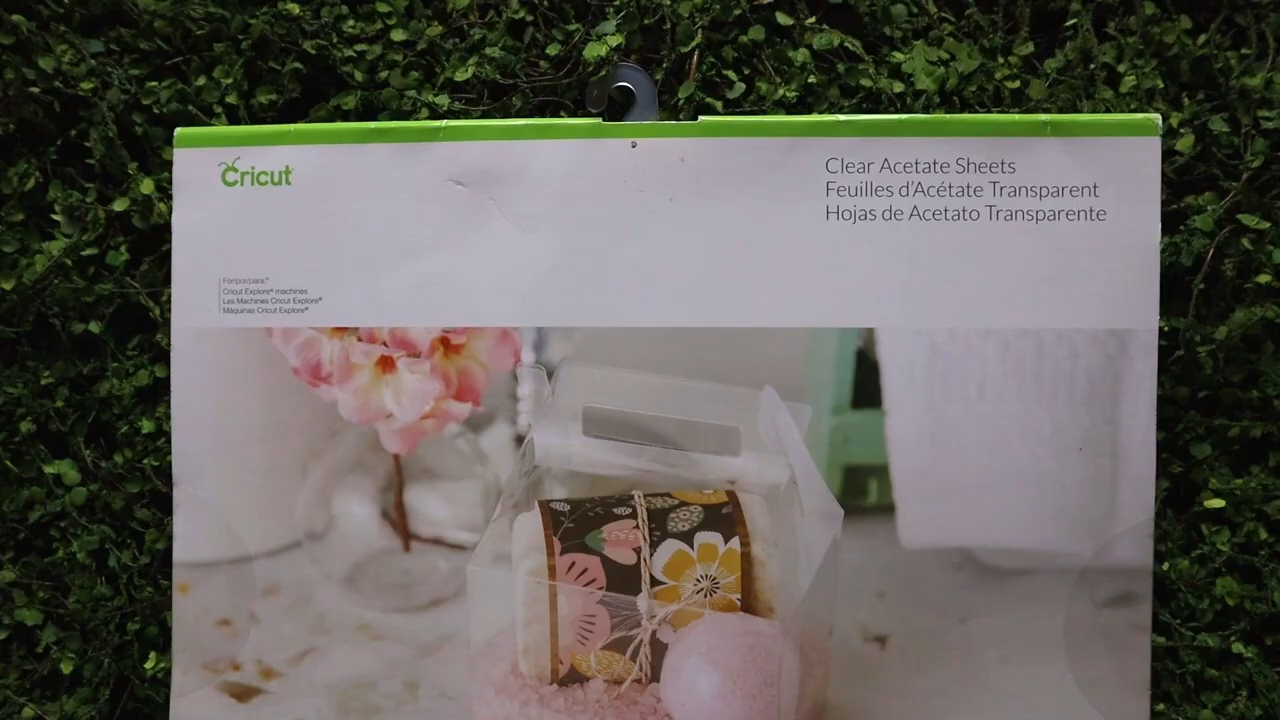 Cricut
Clear Acetate Sheets
Feuilles d'Acétate Transparent
Hojas de Acetato Transparente
For/por/para:
Cricut Explore® machines
Les Machines Cricut Explore®
Máquinas Cricut Explore®